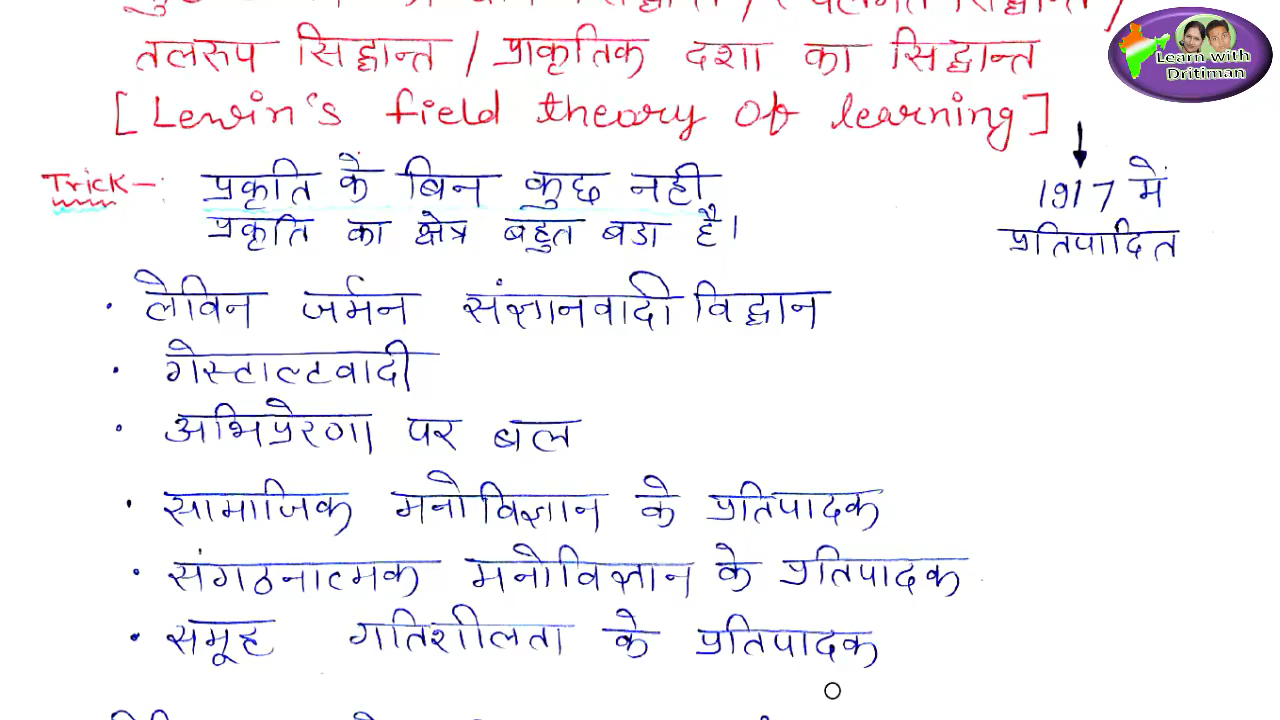 सिद्धान्त /
तलरुप सिद्धान्त / प्राकृतिक दशा का सिद्धान्त
[Lewin's field theory of learning]
Trick-: प्रकृति के बिन कुछ नही
प्रकृति का क्षेत्र बहुत बडा है।
1917 में
प्रतिपादित
. लेविन जर्मन संज्ञानवादी विद्वान
. गेस्टाल्टवादी
. अभिप्रेरणा पर बल
. सामाजिक मनोविज्ञान के प्रतिपादक
. संगठनात्मक मनोविज्ञान के प्रतिपादक
. समूह गतिशीलता के प्रतिपादक
Learn with
Dritiman